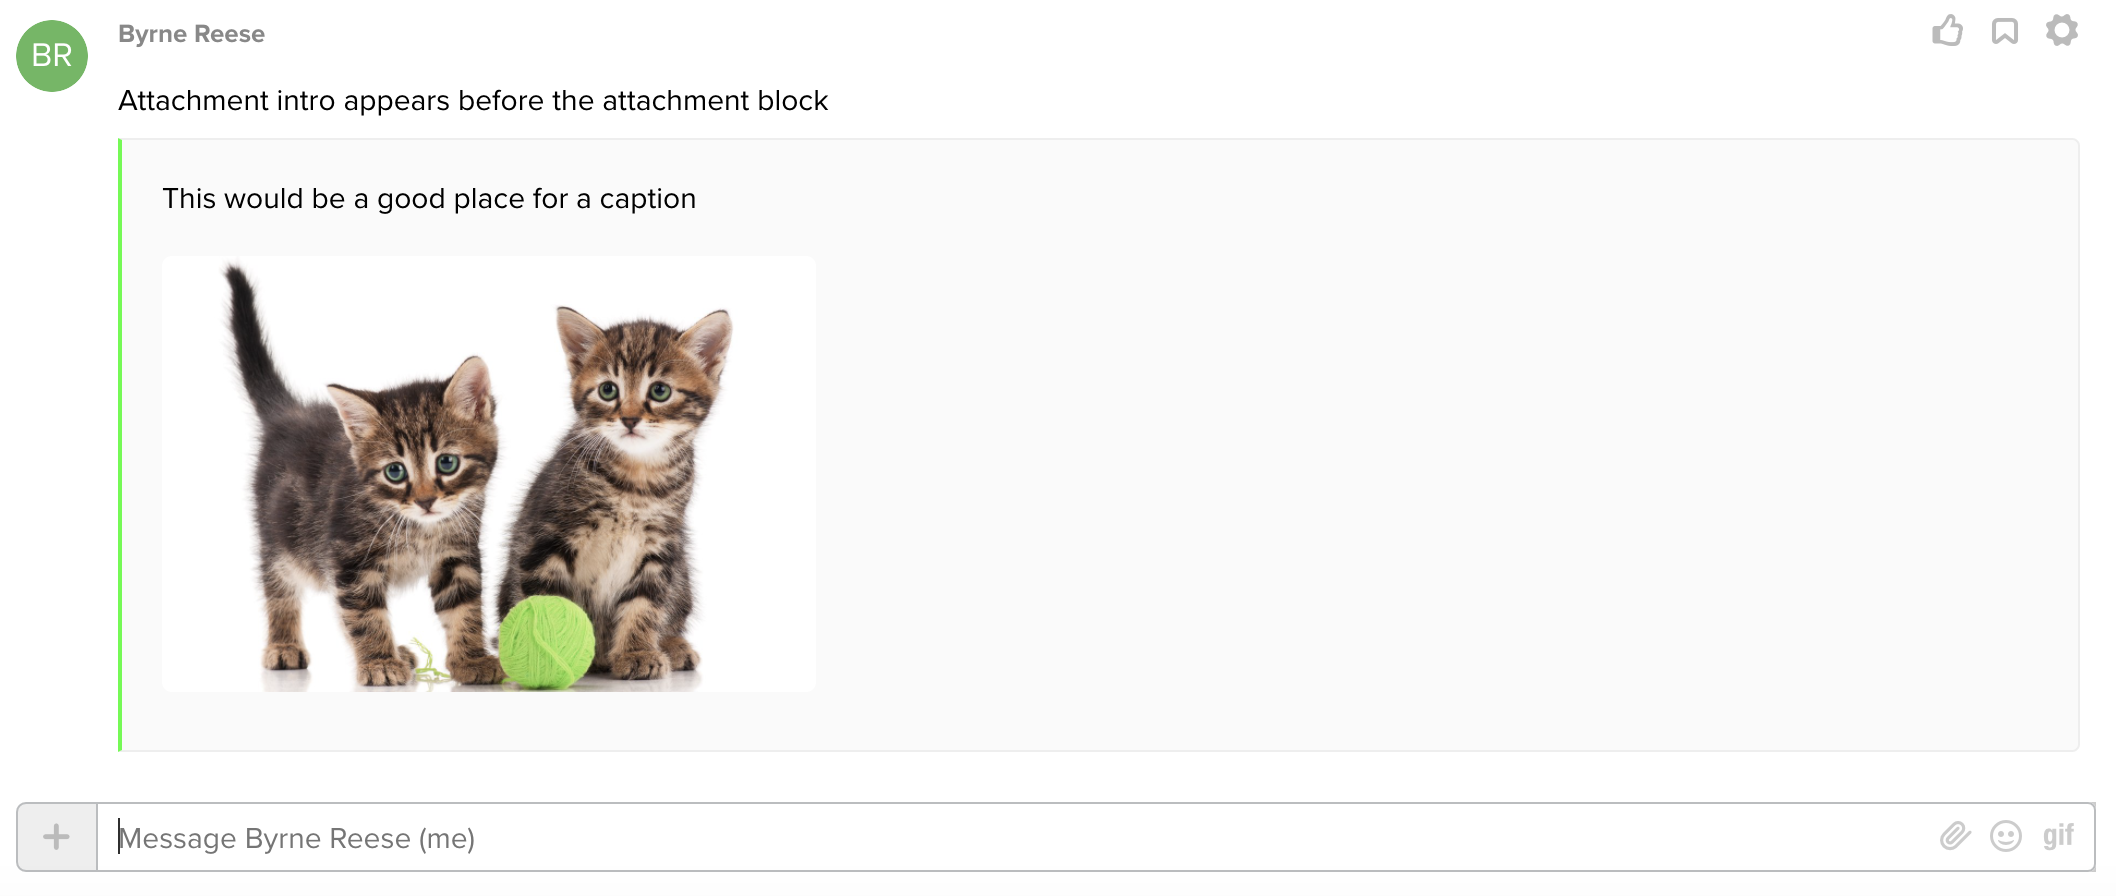 BR
Byrne Reese
Attachment intro appears before the attachment block
This would be a good place for a caption
Message Byrne Reese (me)
gif